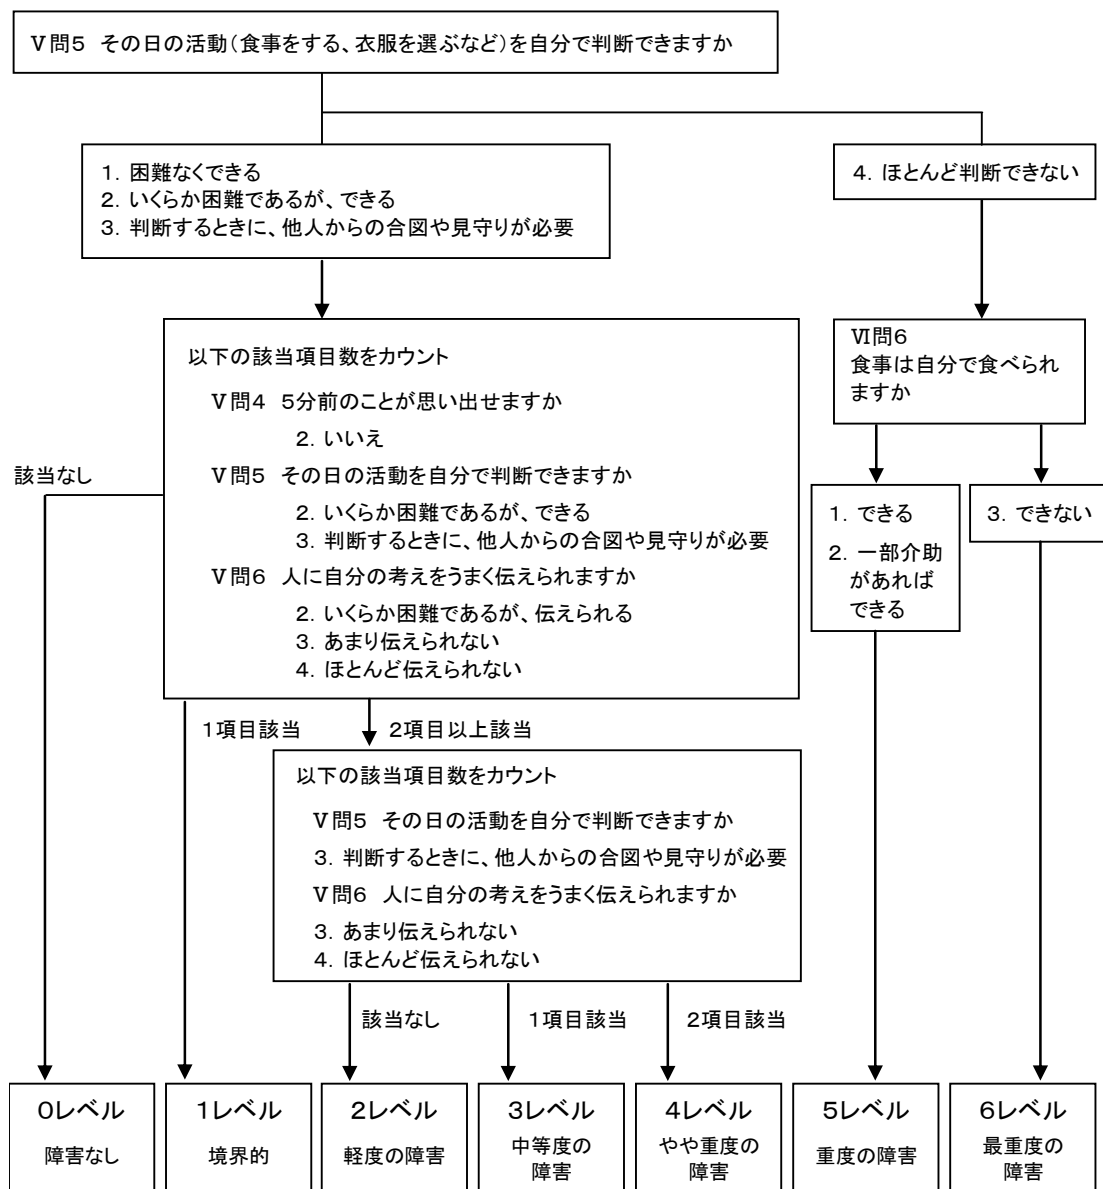 Ⅴ問5 その日の活動(食事をする、衣服を選ぶなど)を自分で判断できますか
1. 困難なくできる
2. いくらか困難であるが、できる
3. 判断するときに、他人からの合図や見守りが必要
4. ほとんど判断できない
以下の該当項目数をカウント
Ⅴ問4 5分前のことが思い出せますか
2. いいえ
Ⅴ問5 その日の活動を自分で判断できますか
2. いくらか困難であるが、できる
3. 判断するときに、他人からの合図や見守りが必要
Ⅴ問6 人に自分の考えをうまく伝えられますか
2. いくらか困難であるが、伝えられる
3. あまり伝えられない
4. ほとんど伝えられない
Ⅵ問6
食事は自分で食べられ
ますか
該当なし
1. できる
2. 一部介助
があれば
できる
3. できない
1項目該当
2項目以上該当
以下の該当項目数をカウント
Ⅴ問5 その日の活動を自分で判断できますか
3. 判断するときに、他人からの合図や見守りが必要
Ⅴ問6 人に自分の考えをうまく伝えられますか
3. あまり伝えられない
4. ほとんど伝えられない
該当なし
1項目該当
2項目該当
0レベル
障害なし
1レベル
境界的
2レベル
軽度の障害
3レベル
中等度の
障害
4レベル
やや重度の
障害
5レベル
重度の障害
6レベル
最重度の
障害